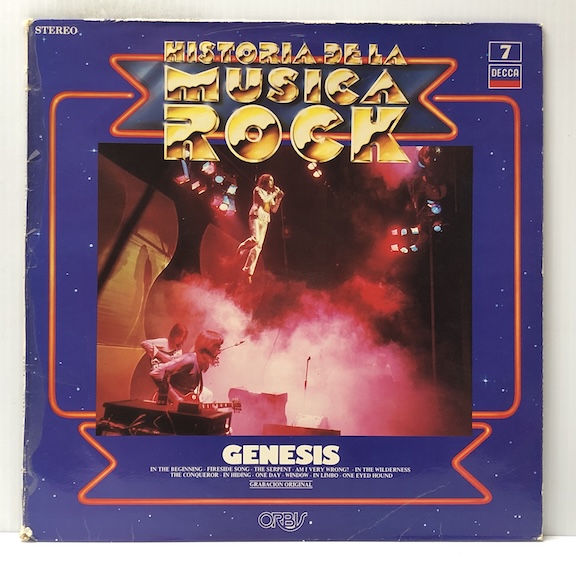 STEREO
HISTORIA DE LA
MUSICA
ROCK
7
DECCA
GENESIS
IN THE BEGINNING - FIRESIDE SONG - THE SERPENT - AM I VERY WRONG? - IN THE WILDERNESS
THE CONQUEROR - IN HIDING - ONE DAY - WINDOW - IN LIMBO - ONE EYED HOUND
GRABACION ORIGINAL
ORBIS